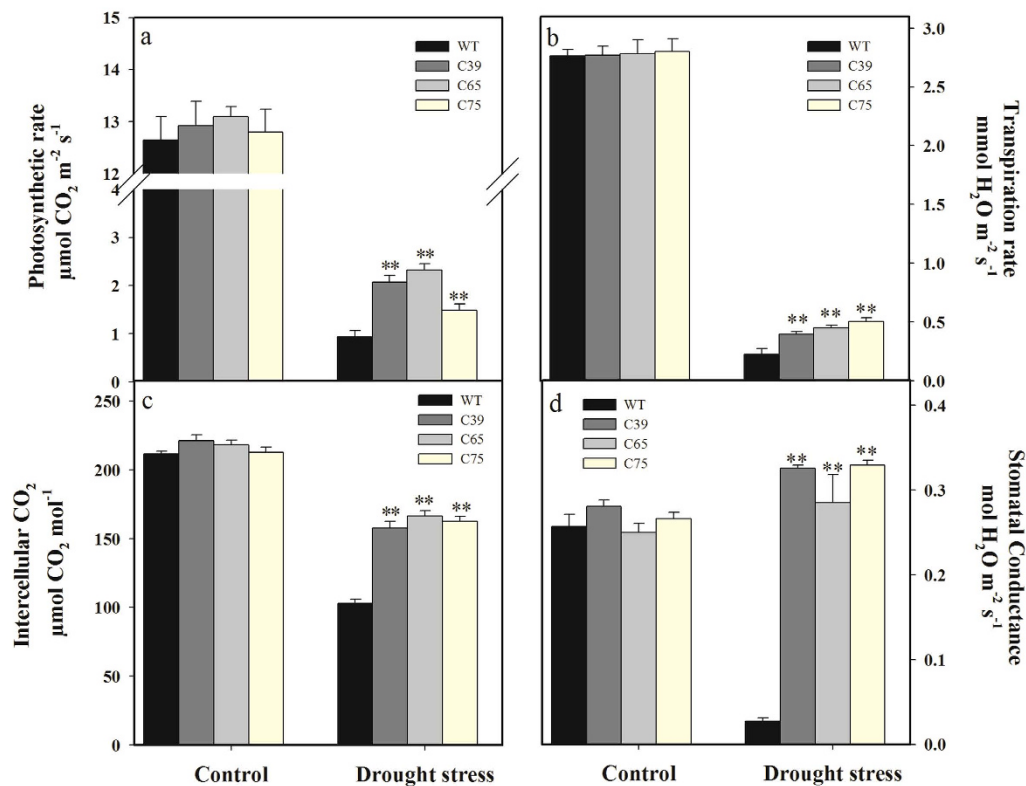 a
15
14
13
12
4
3
2
1
0
Photosynthetic rate
µmol CO₂ m⁻² s⁻¹
WT
C39
C65
C75
**
**
**
b
WT
C39
C65
C75
**
**
**
3.0
2.5
2.0
1.5
1.0
0.5
0.0
Transpiration rate
mmol H₂O m⁻² s⁻¹
c
250
200
150
100
50
0
Intercellular CO₂
µmol CO₂ mol⁻¹
WT
C39
C65
C75
**
**
**
Control
Drought stress
d
WT
C39
C65
C75
**
**
**
0.4
0.3
0.2
0.1
0.0
Stomatal Conductance
mol H₂O m⁻² s⁻¹
Control
Drought stress